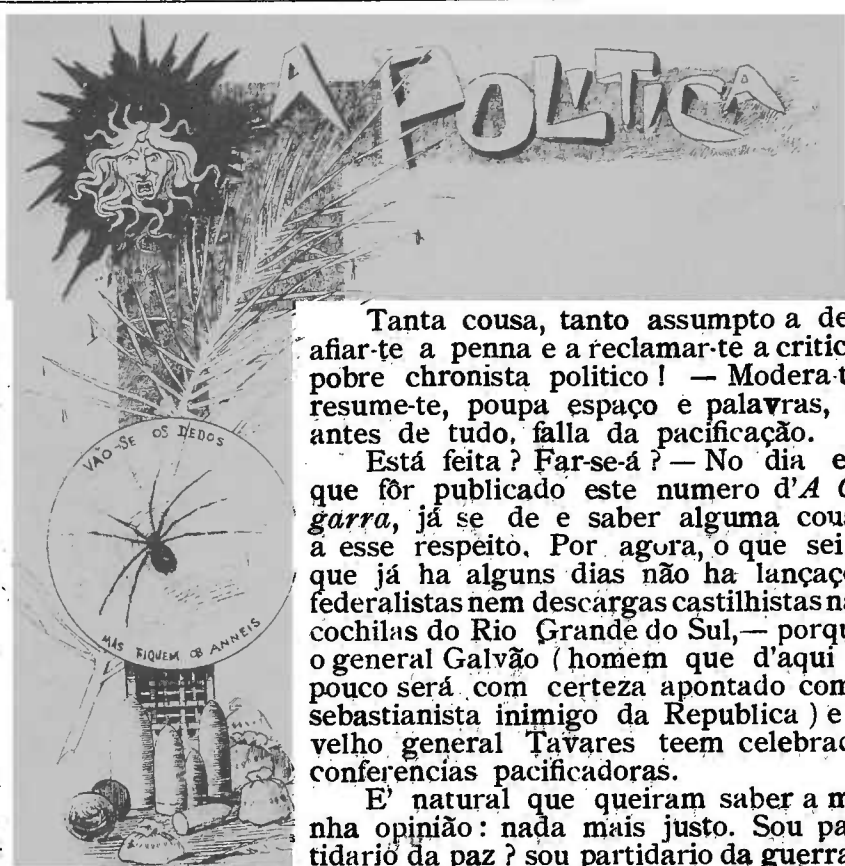 A POLITICA
VÃO-SE OS DEDOS
MAS FIQUEM OS ANNEIS
Tanta cousa, tanto assumpto a de
afiar-te a penna e a reclamar-te a critic
pobre chronista politico ! — Modera-t
resume-te, poupa espaço e palavras,
antes de tudo, falla da pacificação.
Está feita ? Far-se-á ? — No dia e
que fôr publicado este numero d'A C
garra, já se de e saber alguma cous
a esse respeito. Por agora, o que sei
que já ha alguns dias não ha lançaç
federalistas nem descargas castilhistas na
cochilas do Rio Grande do Sul,— porqu
o general Galvão ( homem que d'aqui
pouco será com certeza apontado com
sebastianista inimigo da Republica ) e
velho general Tavares teem celebrac
conferencias pacificadoras.
E' natural que queiram saber a m
nha opinião : nada mais justo. Sou pa
tidario da paz ? sou partidario da guerra